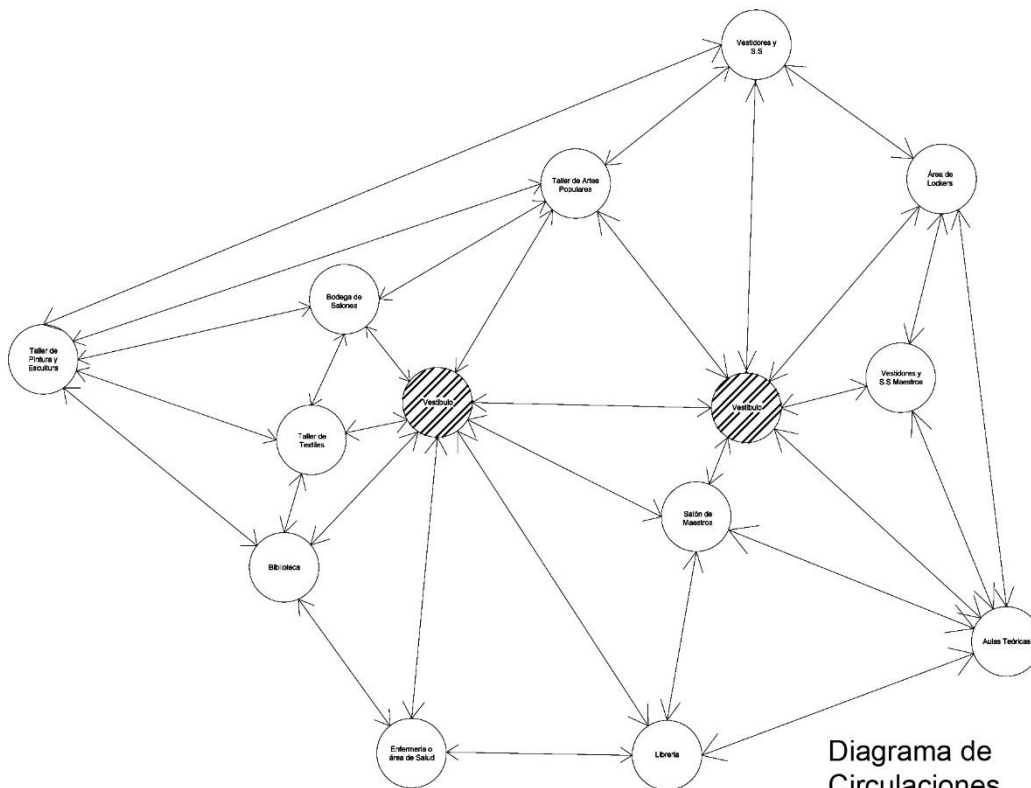 Vestidores y
S.S
Taller de Artes
Populares
Área de
Lockers
Bodega de
Salones
Taller de
Pintura y
Escultura
Vestíbulo
Vestíbulo
Vestidores y
S.S Maestros
Taller de
Textiles
Salón de
Maestros
Biblioteca
Aulas Teóricas
Enfermería o
área de Salud
Librería
Diagrama de
Circulaciones